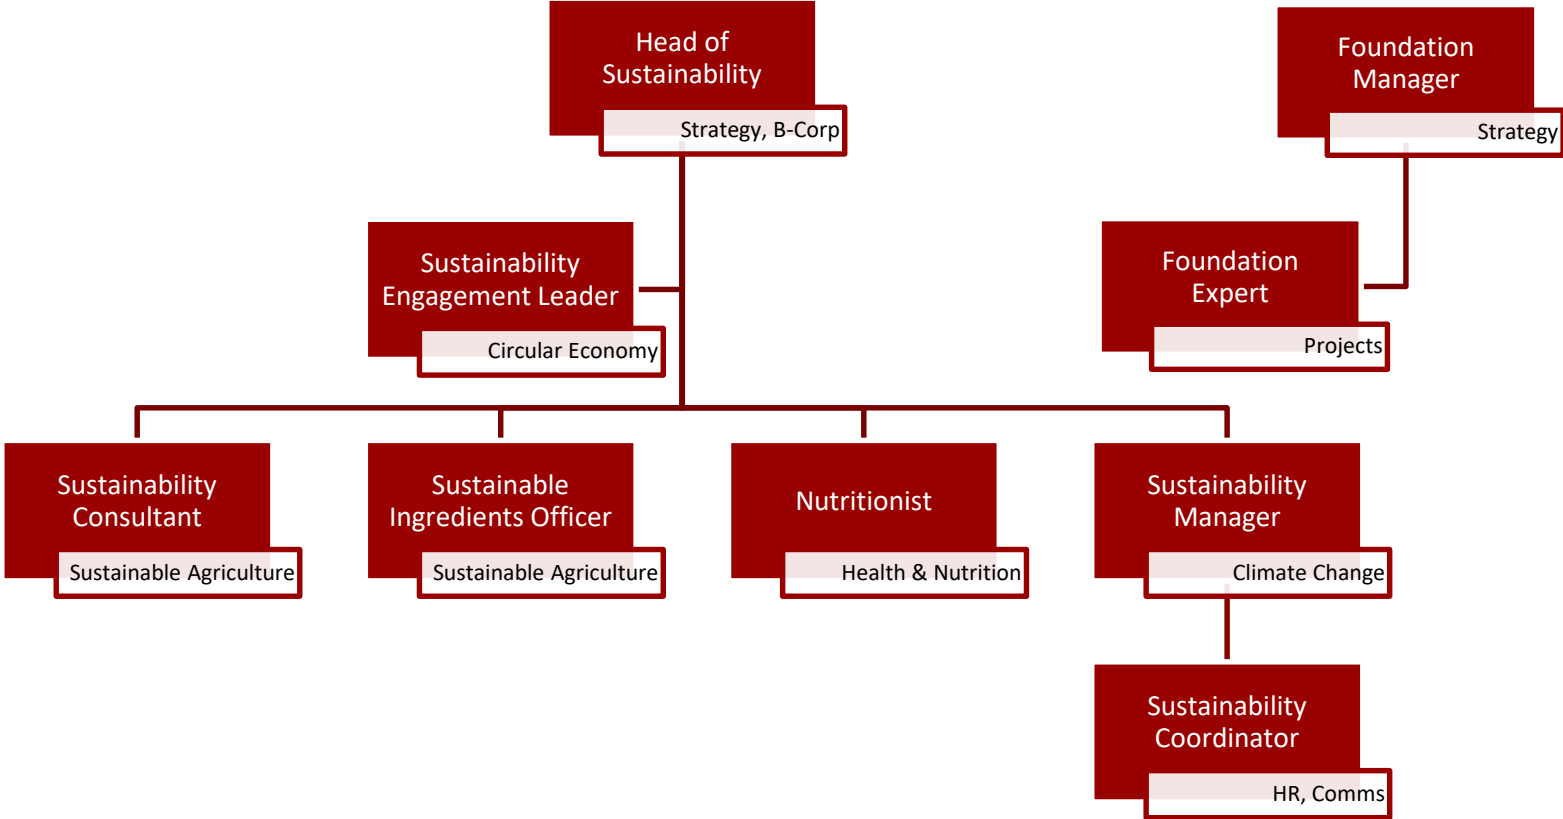 Head of
Sustainability
Strategy, B-Corp
Foundation
Manager
Strategy
Sustainability
Engagement Leader
Circular Economy
Foundation
Expert
Projects
Sustainability
Consultant
Sustainable Agriculture
Sustainable
Ingredients Officer
Sustainable Agriculture
Nutritionist
Health & Nutrition
Sustainability
Manager
Climate Change
Sustainability
Coordinator
HR, Comms